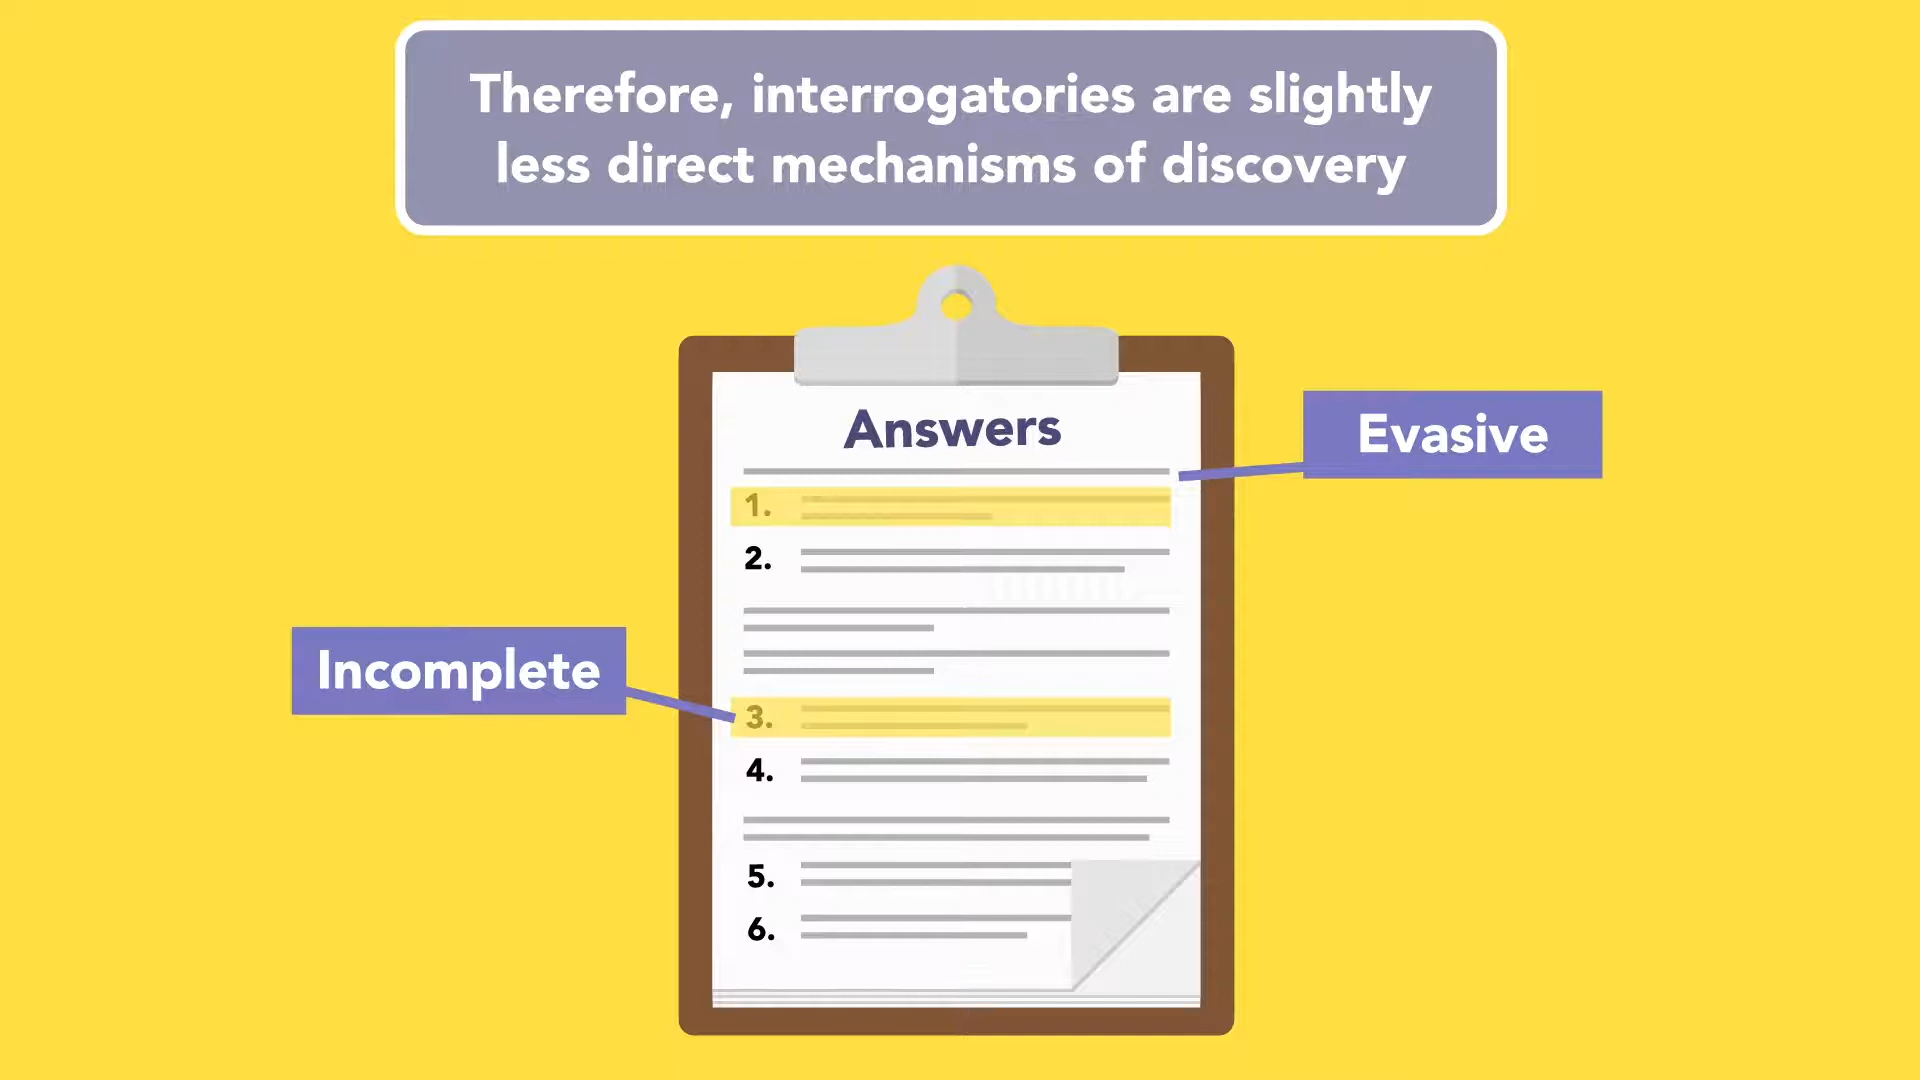 Therefore, interrogatories are slightly
less direct mechanisms of discovery
Answers
Evasive
1.
2.
Incomplete
3.
4.
5.
6.